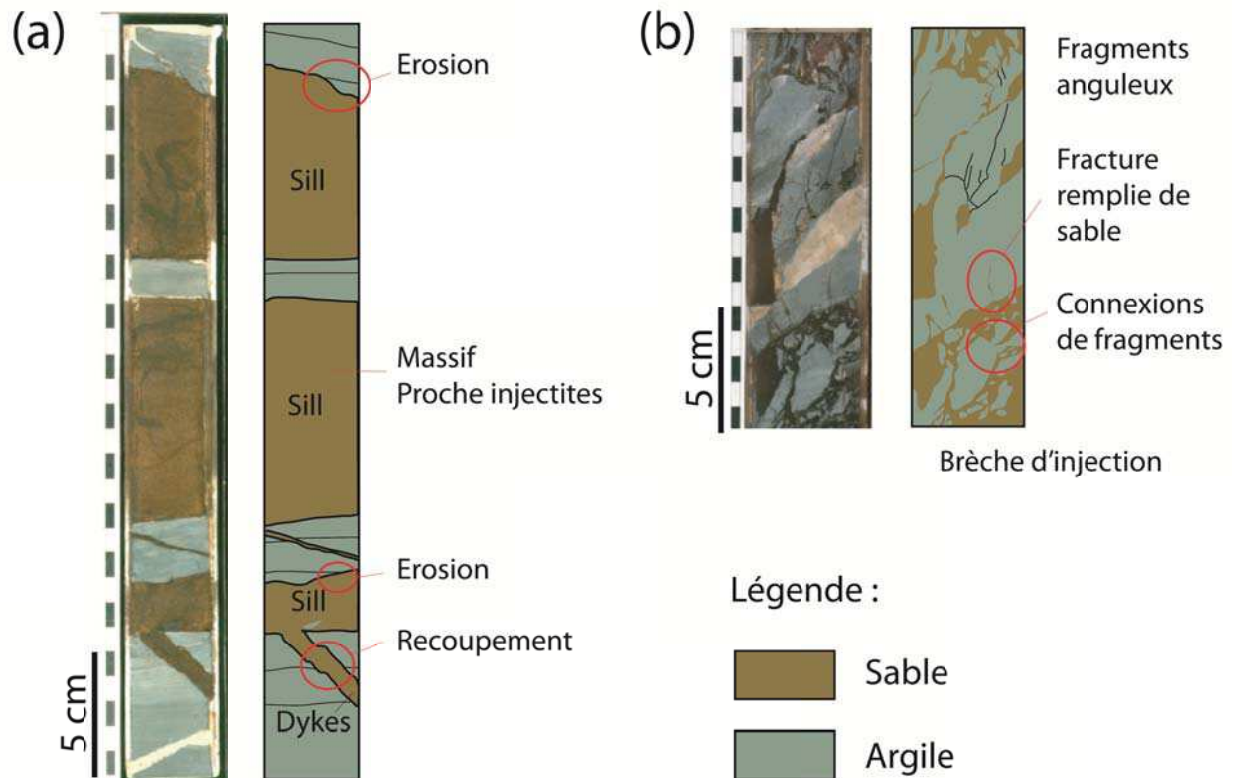 (a)
Erosion
Sill
Massif
Proche injectites
Sill
Erosion
Sill
Recoupement
Dykes
5 cm
(b)
Fragments
anguleux
Fracture
remplie de
sable
Connexions
de fragments
5 cm
Brèche d'injection
Légende :
Sable
Argile